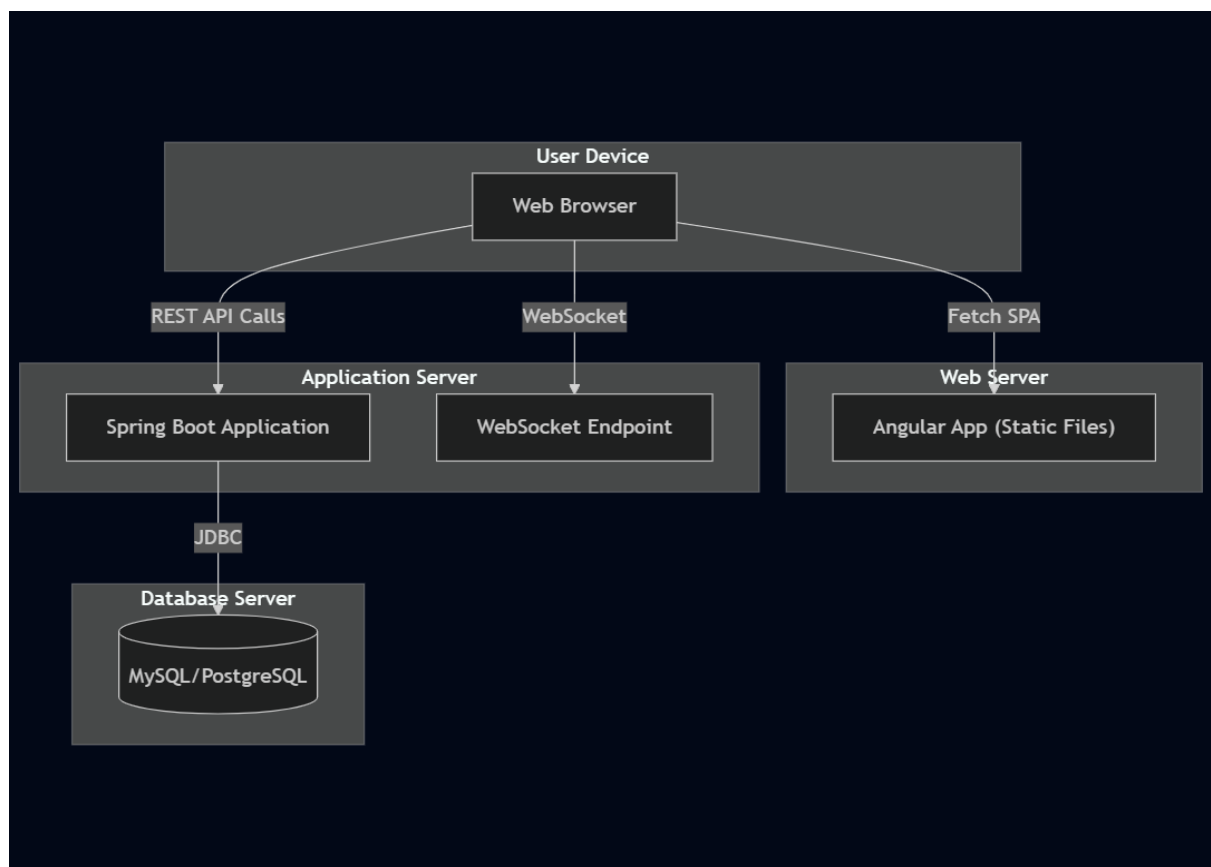 User Device
Web Browser
REST API Calls
WebSocket
Fetch SPA
Application Server
Web Server
Spring Boot Application
WebSocket Endpoint
Angular App (Static Files)
JDBC
Database Server
MySQL/PostgreSQL